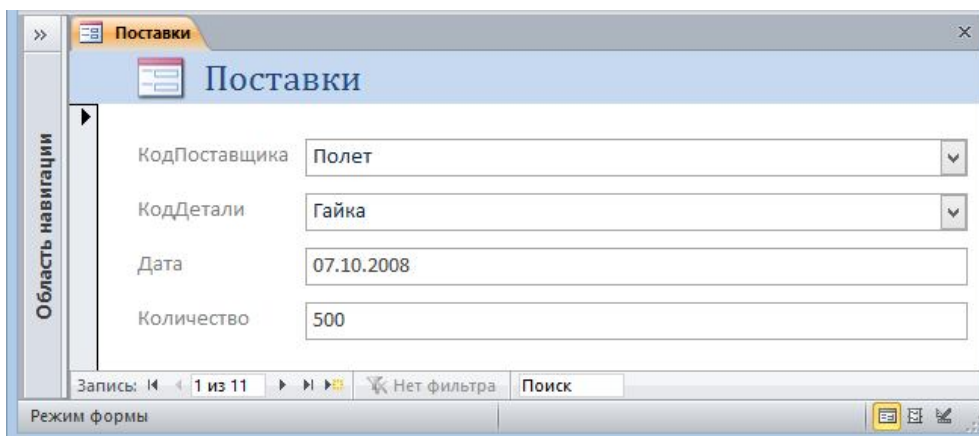 Поставки
Поставки
Область навигации
КодПоставщика Полет
КодДетали Гайка
Дата 07.10.2008
Количество 500
Запись: 1 из 11 Нет фильтра Поиск
Режим формы